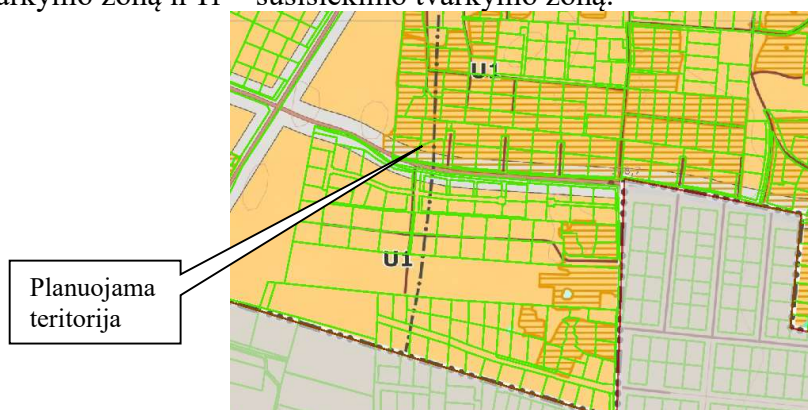 tvarkymo zoną ir TI – susisiekimo tvarkymo zoną.
U1
U1
Planuojama
teritorija